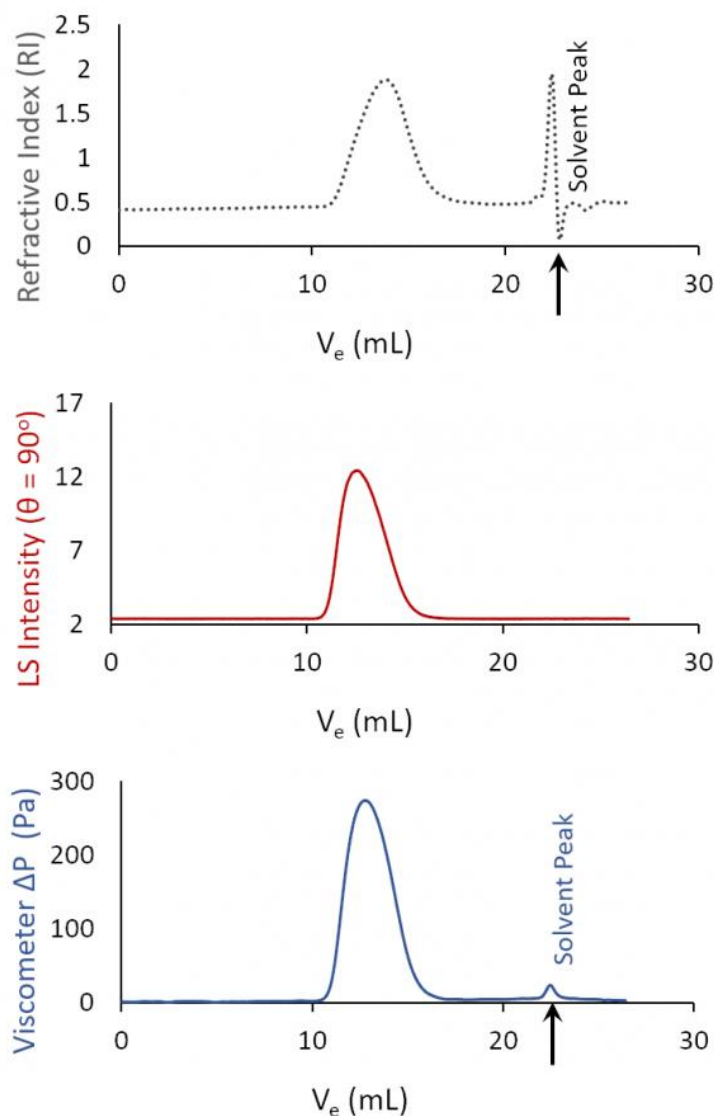 Refractive Index (RI)
2.5
2
1.5
1
0.5
0
Solvent Peak
0 10 20 30
Vₑ (mL)
LS Intensity (θ = 90°)
17
12
7
2
0 10 20 30
Vₑ (mL)
Viscometer ΔP (Pa)
300
200
100
0
Solvent Peak
0 10 20 30
Vₑ (mL)